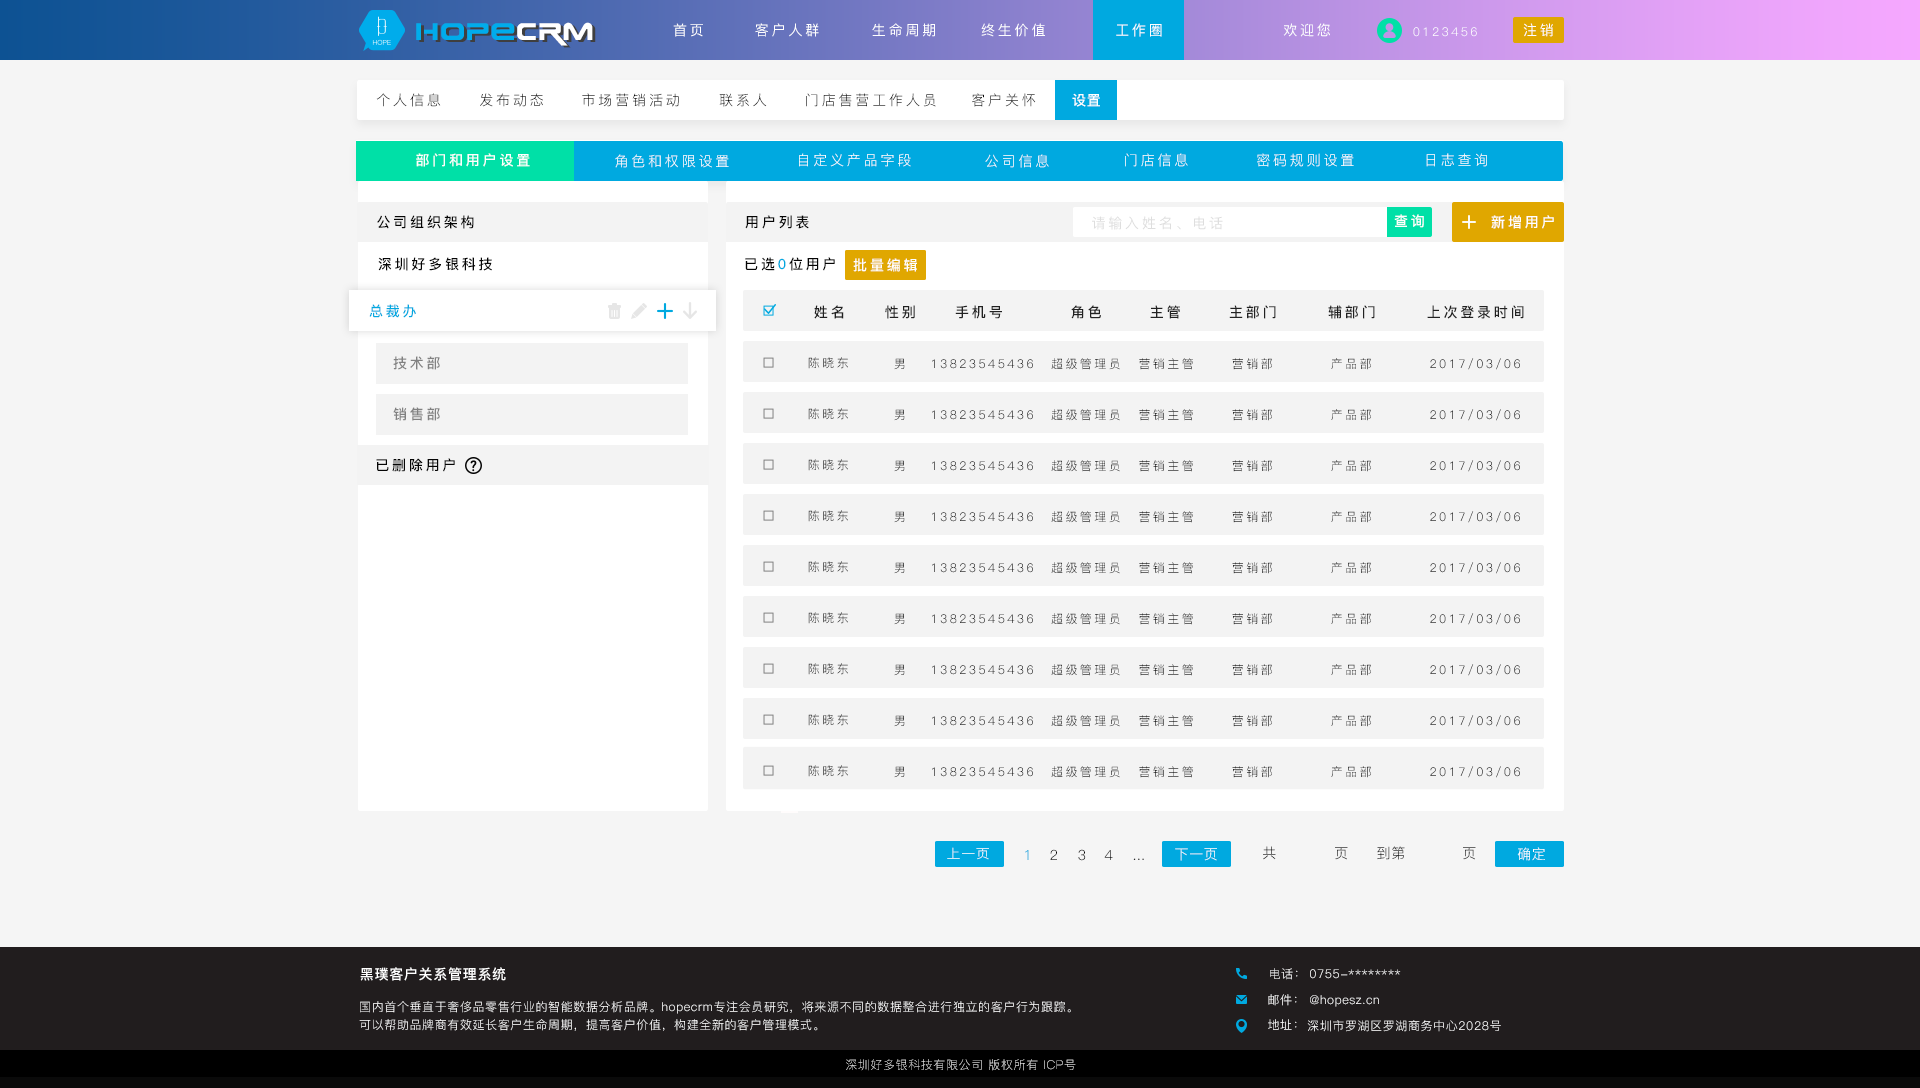 HOPE HOPECRM 首页 客户人群 生命周期 终生价值 工作圈 欢迎您 0123456 注销
个人信息 发布动态 市场营销活动 联系人 门店售营工作人员 客户关怀 设置
部门和用户设置 角色和权限设置 自定义产品字段 公司信息 门店信息 密码规则设置 日志查询
公司组织架构
深圳好多银科技
总裁办
技术部
销售部
已删除用户
用户列表 请输入姓名、电话 查询 新增用户
已选0位用户 批量编辑
姓名 性别 手机号 角色 主管 主部门 辅部门 上次登录时间
陈晓东 男 13823545436 超级管理员 营销主管 营销部 产品部 2017/03/06
陈晓东 男 13823545436 超级管理员 营销主管 营销部 产品部 2017/03/06
陈晓东 男 13823545436 超级管理员 营销主管 营销部 产品部 2017/03/06
陈晓东 男 13823545436 超级管理员 营销主管 营销部 产品部 2017/03/06
陈晓东 男 13823545436 超级管理员 营销主管 营销部 产品部 2017/03/06
陈晓东 男 13823545436 超级管理员 营销主管 营销部 产品部 2017/03/06
陈晓东 男 13823545436 超级管理员 营销主管 营销部 产品部 2017/03/06
陈晓东 男 13823545436 超级管理员 营销主管 营销部 产品部 2017/03/06
陈晓东 男 13823545436 超级管理员 营销主管 营销部 产品部 2017/03/06
上一页 1 2 3 4 ... 下一页 共 页 到第 页 确定
黑璞客户关系管理系统
国内首个垂直于奢侈品零售行业的智能数据分析品牌。hopecrm专注会员研究，将来源不同的数据整合进行独立的客户行为跟踪。
可以帮助品牌商有效延长客户生命周期，提高客户价值，构建全新的客户管理模式。
电话： 0755-********
邮件： @hopesz.cn
地址： 深圳市罗湖区罗湖商务中心2028号
深圳好多银科技有限公司 版权所有 ICP号